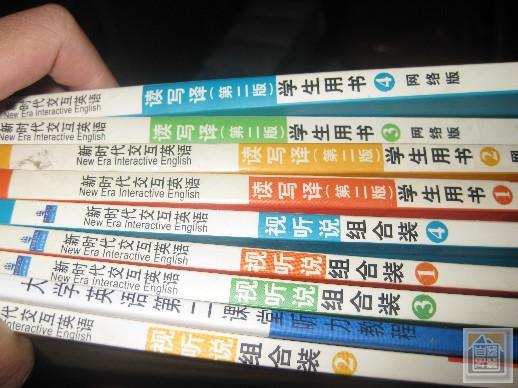 新时代交互英语 读写译(第二版) 学生用书 4 网络版
New Era Interactive English
新时代交互英语 读写译(第二版) 学生用书 3 网络版
New Era Interactive English
新时代交互英语 读写译(第二版) 学生用书 2 网络版
New Era Interactive English
新时代交互英语 读写译(第二版) 学生用书 1
New Era Interactive English
新时代交互英语 视听说 组合装 4
New Era Interactive English
新时代交互英语 视听说 组合装 1
New Era Interactive English
新时代交互英语 视听说 组合装 3
New Era Interactive English
大学英语第二课堂听力教程
代交互英语 视听说 组合装 2
Interactive English